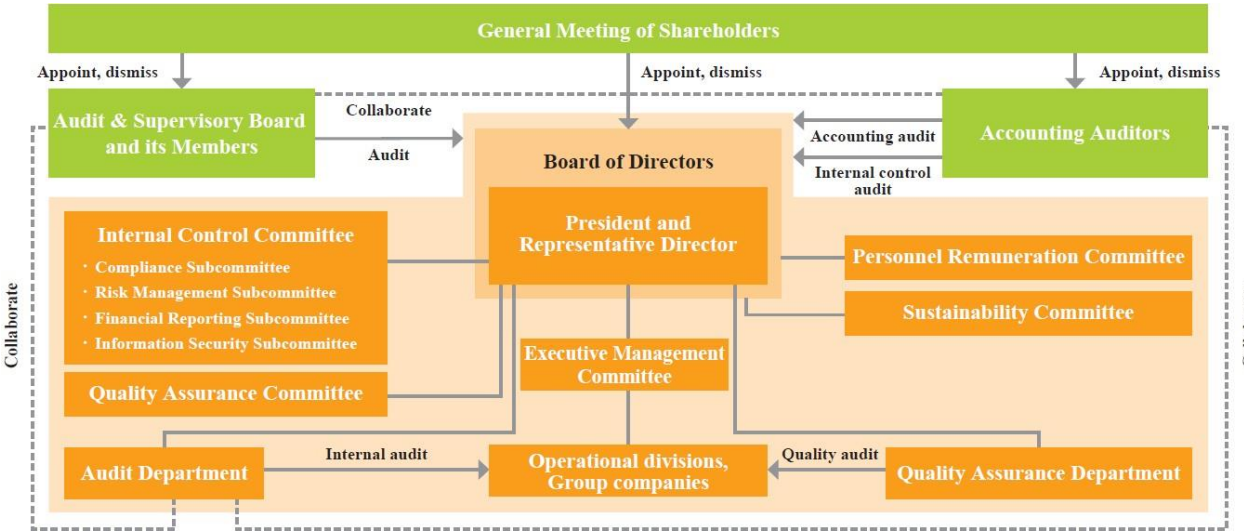 General Meeting of Shareholders
Appoint, dismiss
Appoint, dismiss
Appoint, dismiss
Audit & Supervisory Board
and its Members
Collaborate
Audit
Accounting audit
Internal control
audit
Accounting Auditors
Board of Directors
President and
Representative Director
Internal Control Committee
・Compliance Subcommittee
・Risk Management Subcommittee
・Financial Reporting Subcommittee
・Information Security Subcommittee
Personnel Remuneration Committee
Sustainability Committee
Collaborate
Executive Management
Committee
Quality Assurance Committee
Audit Department
Internal audit
Operational divisions,
Group companies
Quality audit
Quality Assurance Department